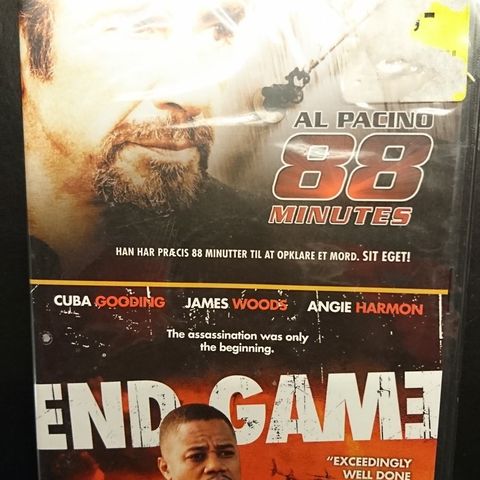 AL PACINO
88
MINUTES
HAN HAR PRÆCIS 88 MINUTTER TIL AT OPKLARE ET MORD. SIT EGET!
CUBA GOODING JAMES WOODS ANGIE HARMON
The assassination was only
the beginning.
END GAME
"EXCEEDINGLY
WELL DONE